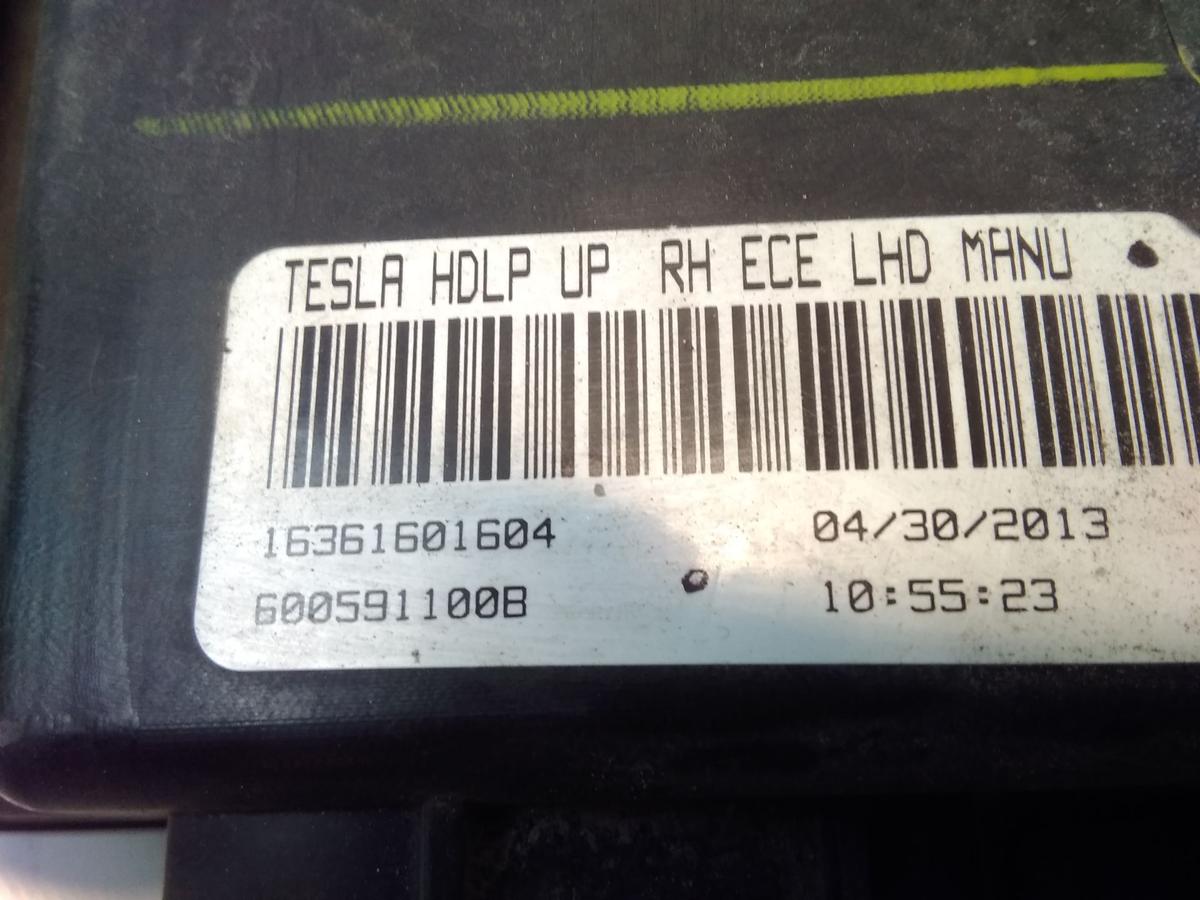 TESLA HDLP UP RH ECE LHD MANU
16361601604 04/30/2013
600591100B 10:55:23